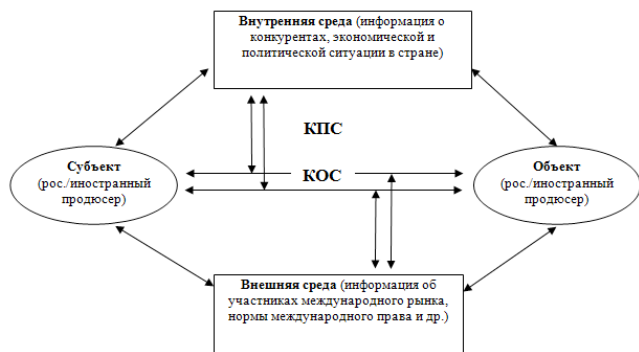 Внутренняя среда (информация о
конкурентах, экономической и
политической ситуации в стране)
КПС
Субъект
(рос./иностранный
продюсер)
КОС
Объект
(рос./иностранный
продюсер)
Внешняя среда (информация об
участниках международного рынка,
нормы международного права и др.)